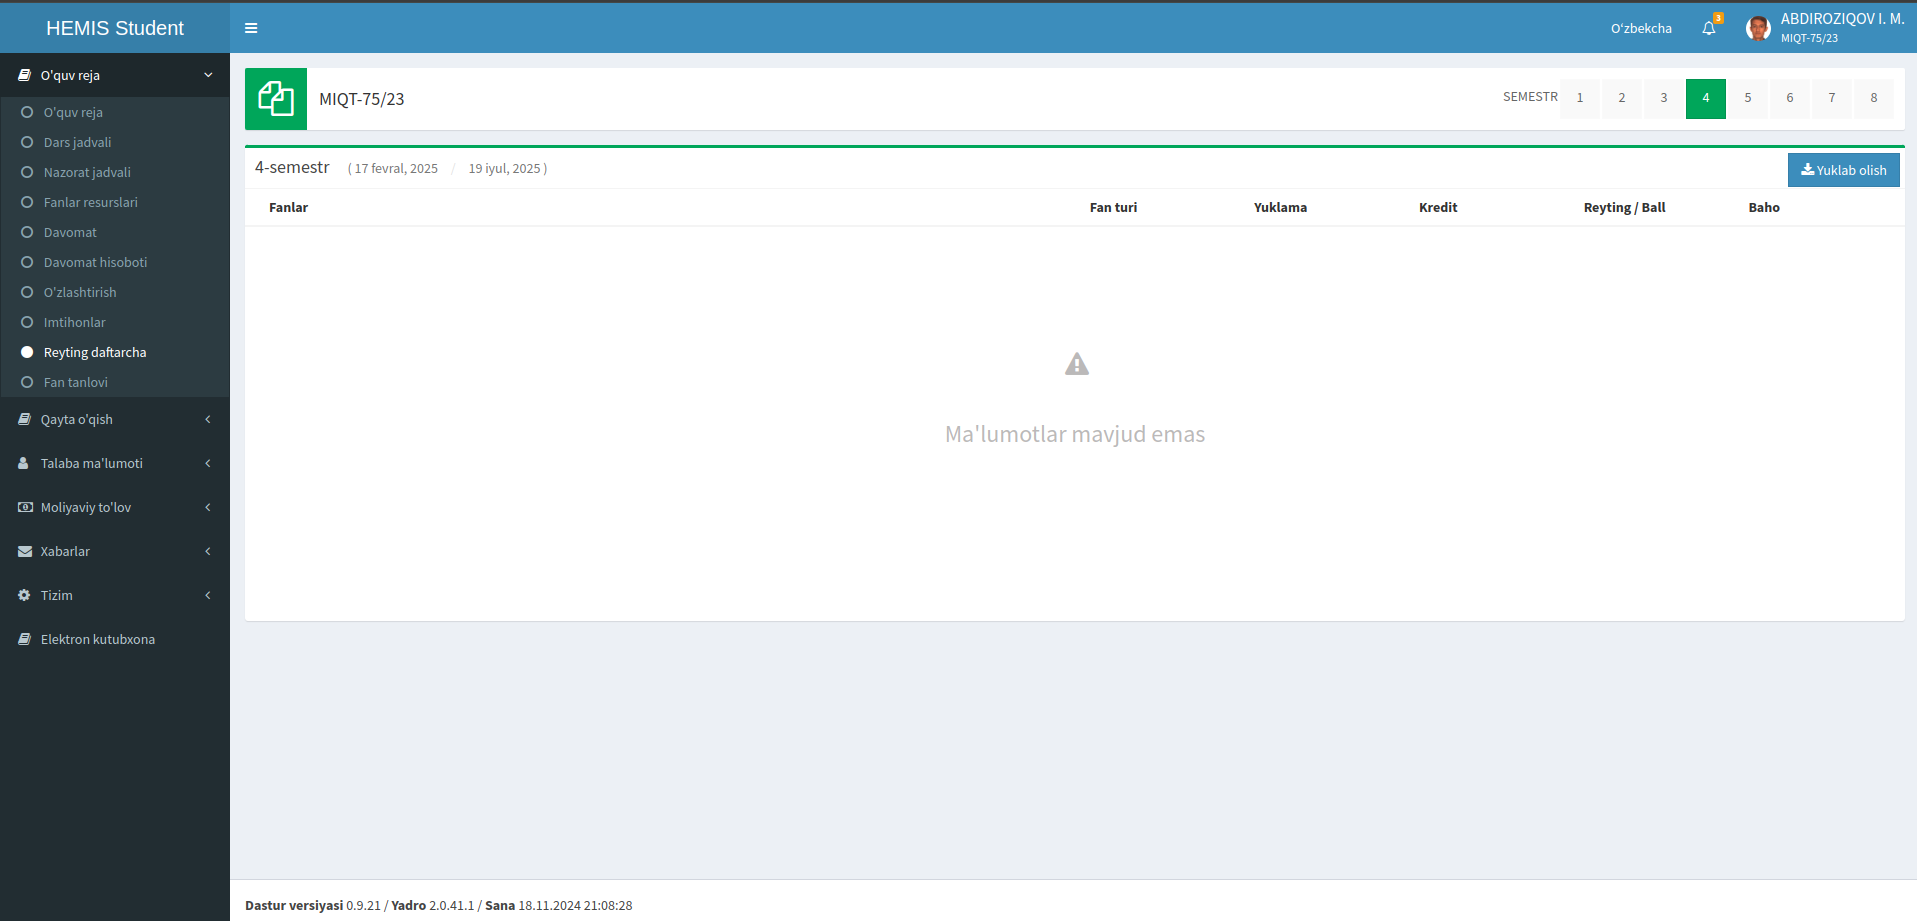 HEMIS Student
Oʻzbekcha
3
ABDIROZIQOV I. M.
MIQT-75/23
O'quv reja
O'quv reja
Dars jadvali
Nazorat jadvali
Fanlar resurslari
Davomat
Davomat hisoboti
O'zlashtirish
Imtihonlar
Reyting daftarcha
Fan tanlovi
Qayta o'qish
Talaba ma'lumoti
Moliyaviy to'lov
Xabarlar
Tizim
Elektron kutubxona
MIQT-75/23
SEMESTR 1 2 3 4 5 6 7 8
4-semestr ( 17 fevral, 2025 / 19 iyul, 2025 )
Yuklab olish
Fanlar Fan turi Yuklama Kredit Reyting / Ball Baho
Ma'lumotlar mavjud emas
Dastur versiyasi 0.9.21 / Yadro 2.0.41.1 / Sana 18.11.2024 21:08:28